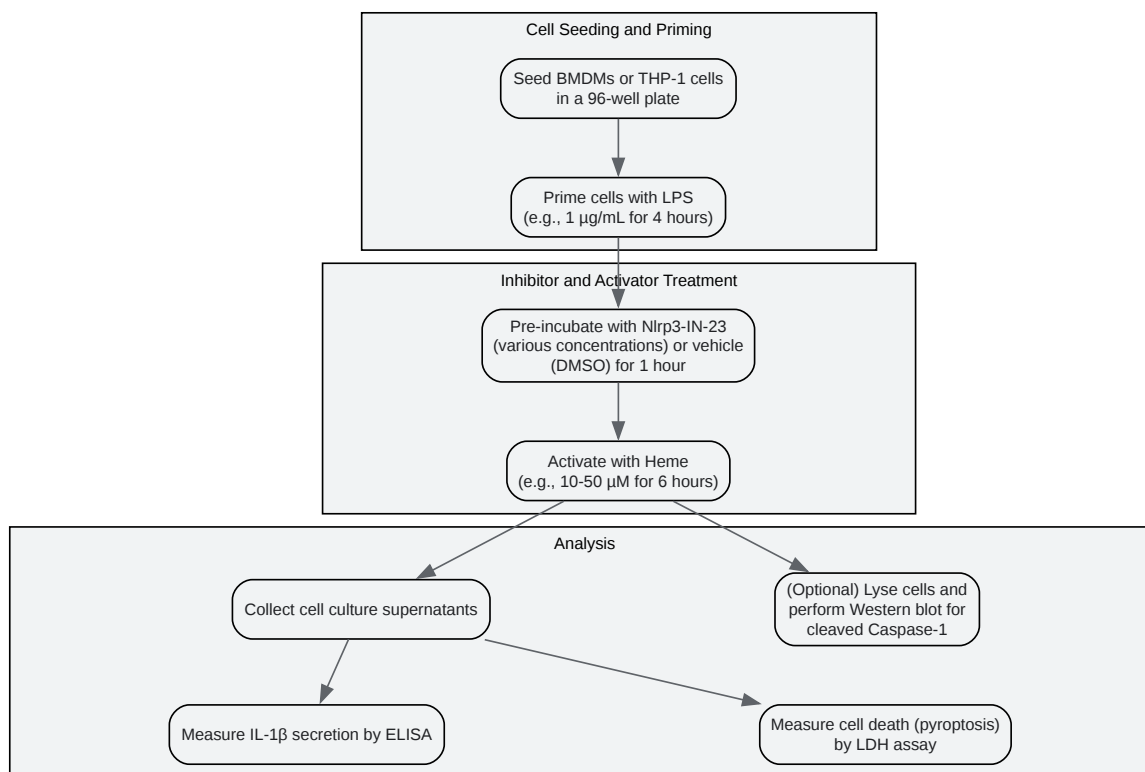 Cell Seeding and Priming
Seed BMDMs or THP-1 cells
in a 96-well plate
Prime cells with LPS
(e.g., 1 µg/mL for 4 hours)
Inhibitor and Activator Treatment
Pre-incubate with Nlrp3-IN-23
(various concentrations) or vehicle
(DMSO) for 1 hour
Activate with Heme
(e.g., 10-50 µM for 6 hours)
Analysis
Collect cell culture supernatants
(Optional) Lyse cells and
perform Western blot for
cleaved Caspase-1
Measure IL-1β secretion by ELISA
Measure cell death (pyroptosis)
by LDH assay